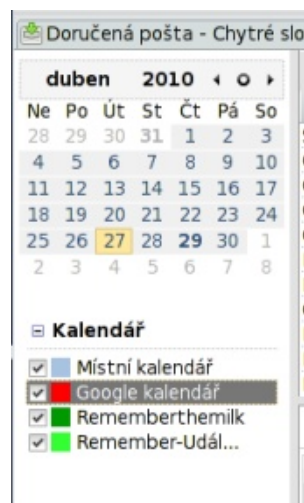 Doručená pošta - Chytré slo
duben 2010
Ne Po Út St Čt Pá So
28 29 30 31 1 2 3
4 5 6 7 8 9 10
11 12 13 14 15 16 17
18 19 20 21 22 23 24
25 26 27 28 29 30 1
2 3 4 5 6 7 8
Kalendář
Místní kalendář
Google kalendář
Rememberthemilk
Remember-Udál...